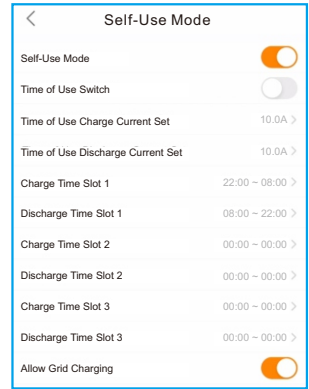 Self-Use Mode
Self-Use Mode
Time of Use Switch
Time of Use Charge Current Set 10.0A >
Time of Use Discharge Current Set 10.0A >
Charge Time Slot 1 22:00 ~ 08:00 >
Discharge Time Slot 1 08:00 ~ 22:00 >
Charge Time Slot 2 00:00 ~ 00:00 >
Discharge Time Slot 2 00:00 ~ 00:00 >
Charge Time Slot 3 00:00 ~ 00:00 >
Discharge Time Slot 3 00:00 ~ 00:00 >
Allow Grid Charging